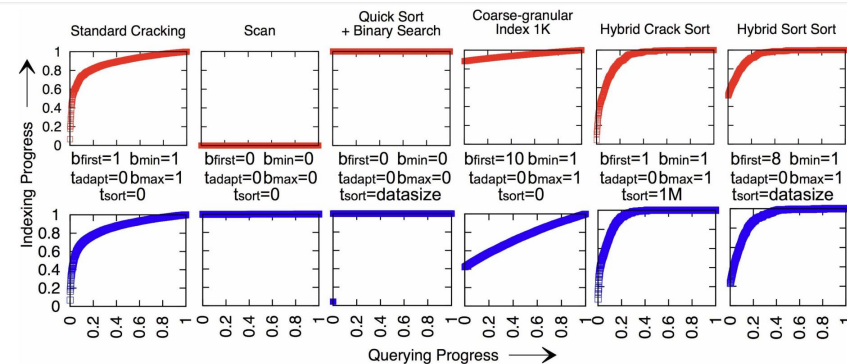 Standard Cracking
Scan
Quick Sort
+ Binary Search
Coarse-granular
Index 1K
Hybrid Crack Sort
Hybrid Sort Sort
Indexing Progress
1
0.8
0.6
0.4
0.2
0
bfirst=1 bmin=1
tadapt=0 bmax=1
tsort=0
bfirst=0 bmin=0
tadapt=0 bmax=0
tsort=0
bfirst=0 bmin=0
tadapt=0 bmax=0
tsort=datasize
bfirst=10 bmin=1
tadapt=0 bmax=1
tsort=0
bfirst=1 bmin=1
tadapt=0 bmax=1
tsort=1M
bfirst=8 bmin=1
tadapt=0 bmax=1
tsort=datasize
1
0.8
0.6
0.4
0.2
0
0 0.2 0.4 0.6 0.8 1
0 0.2 0.4 0.6 0.8 1
0 0.2 0.4 0.6 0.8 1
0 0.2 0.4 0.6 0.8 1
0 0.2 0.4 0.6 0.8 1
0 0.2 0.4 0.6 0.8 1
Querying Progress